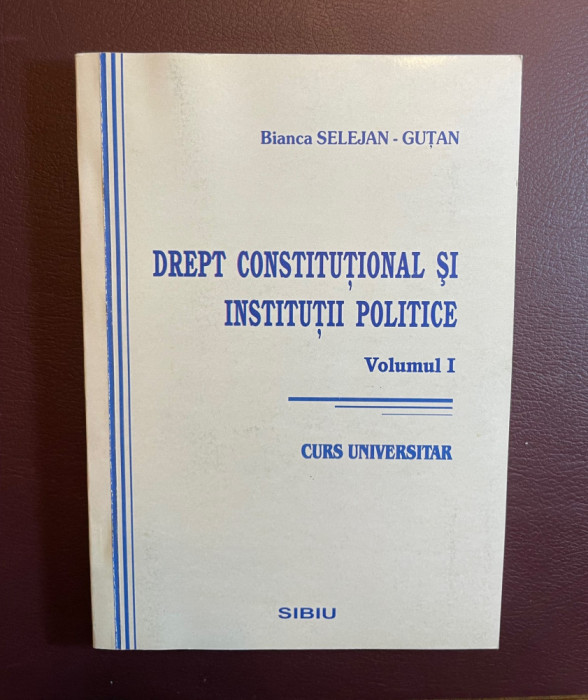 Bianca SELEJAN - GUȚAN
DREPT CONSTITUȚIONAL ȘI
INSTITUȚII POLITICE
Volumul I
CURS UNIVERSITAR
SIBIU